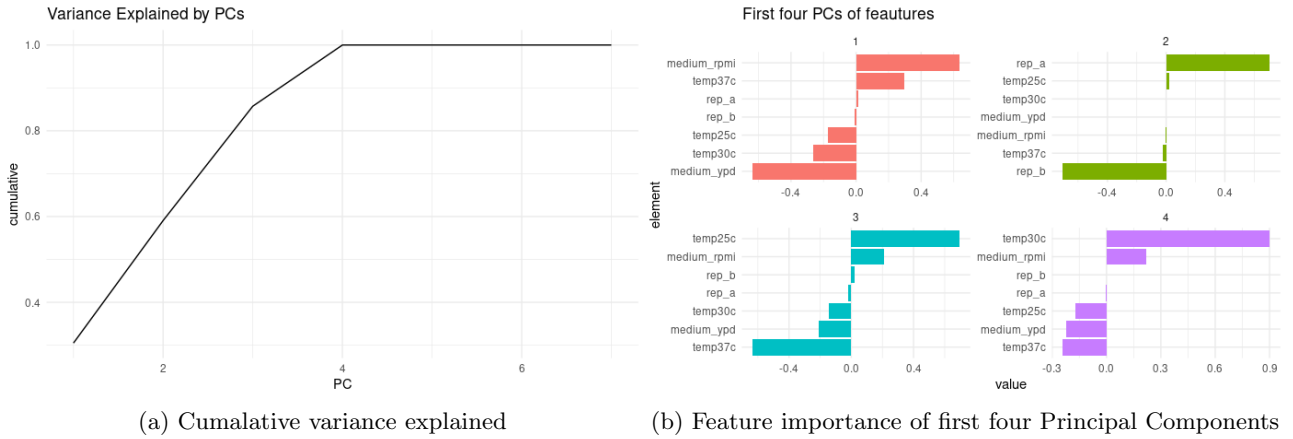 Variance Explained by PCs
cumulative
1.0
0.8
0.6
0.4
2
4
6
PC
(a) Cumalative variance explained
First four PCs of feautures
element
1
medium_rpmi
temp37c
rep_a
rep_b
temp25c
temp30c
medium_ypd
-0.4
0.0
0.4
2
rep_a
temp25c
temp30c
medium_ypd
medium_rpmi
temp37c
rep_b
-0.4
0.0
0.4
3
temp25c
medium_rpmi
rep_b
rep_a
temp30c
medium_ypd
temp37c
-0.4
0.0
0.4
4
temp30c
medium_rpmi
rep_b
rep_a
temp25c
medium_ypd
temp37c
-0.3
0.0
0.3
0.6
0.9
value
(b) Feature importance of first four Principal Components